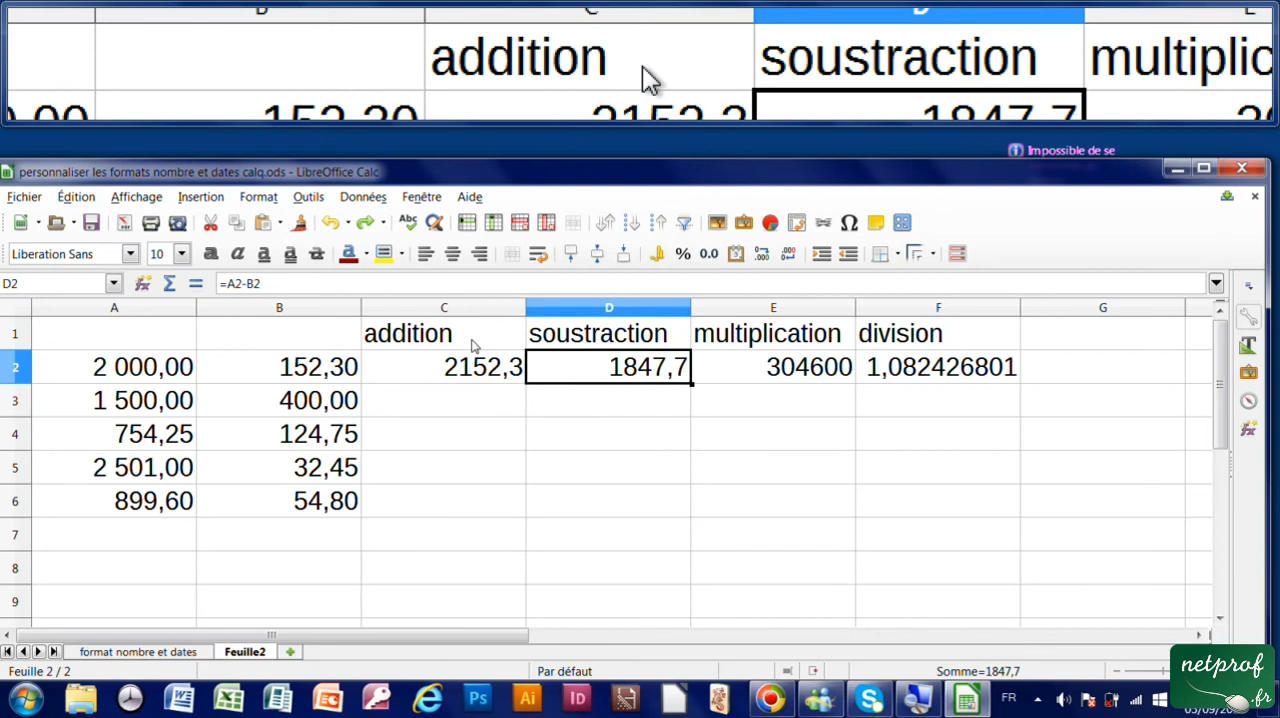 B C D E
addition soustraction
152,30
1847,7
Impossible de se
personnaliser les formats nombre et dates calq.ods - LibreOffice Calc
Fichier Édition Affichage Insertion Format Outils Données Fenêtre Aide
Liberation Sans 10
D2 =A2-B2
A B C D E F G
1 addition soustraction multiplication division
2 2 000,00 152,30 2152,3 1847,7 304600 1,082426801
3 1 500,00 400,00
4 754,25 124,75
5 2 501,00 32,45
6 899,60 54,80
7
8
9
format nombre et dates Feuille2
Feuille 2 / 2 Par défaut Somme=1847,7
netprof
.fr
FR